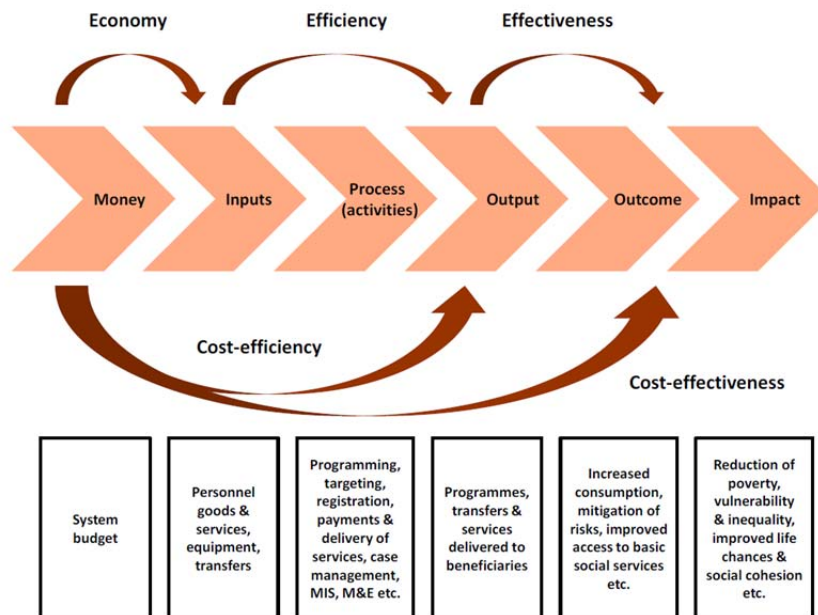 Economy
Efficiency
Effectiveness
Money
Inputs
Process
(activities)
Output
Outcome
Impact
Cost-efficiency
Cost-effectiveness
System
budget
Personnel
goods &
services,
equipment,
transfers
Programming,
targeting,
registration,
payments &
delivery of
services, case
management,
MIS, M&E etc.
Programmes,
transfers &
services
delivered to
beneficiaries
Increased
consumption,
mitigation of
risks, improved
access to basic
social services
etc.
Reduction of
poverty,
vulnerability
& inequality,
improved life
chances &
social cohesion
etc.